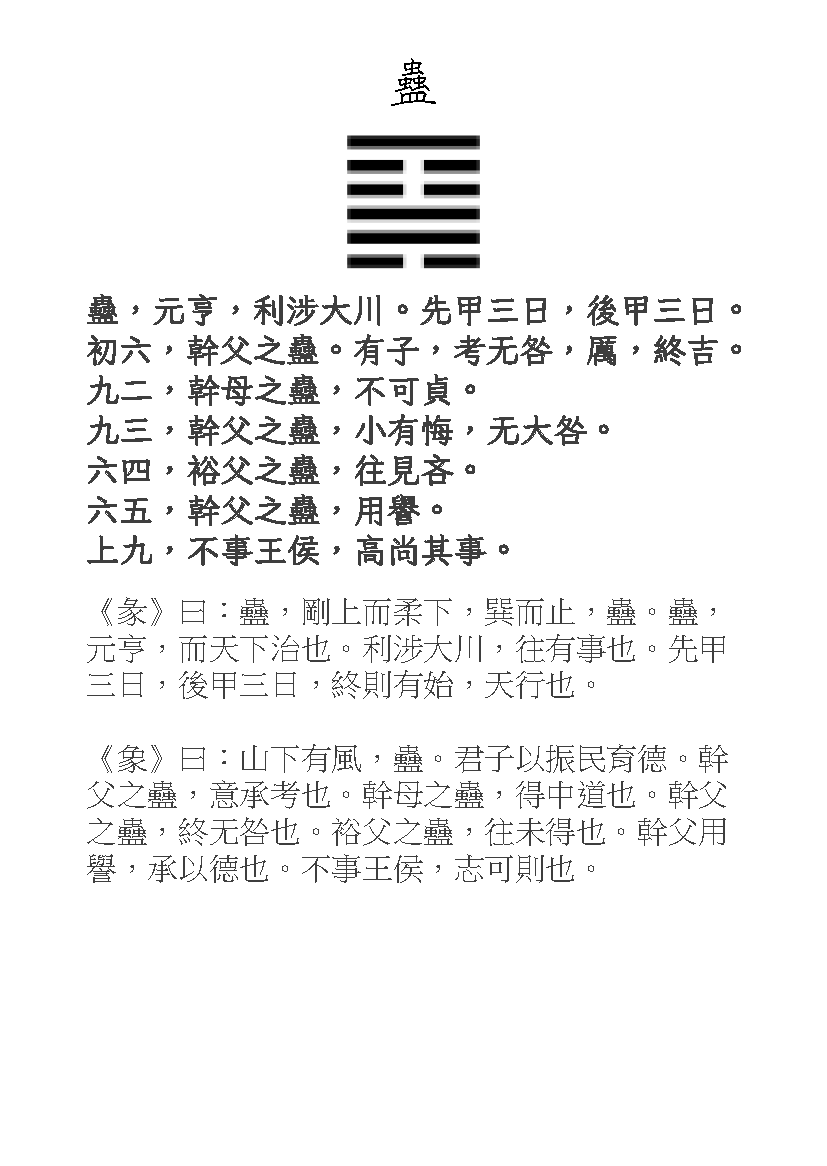 蠱
蠱，元亨，利涉大川。先甲三日，後甲三日。
初六，幹父之蠱。有子，考无咎，厲，終吉。
九二，幹母之蠱，不可貞。
九三，幹父之蠱，小有悔，无大咎。
六四，裕父之蠱，往見吝。
六五，幹父之蠱，用譽。
上九，不事王侯，高尚其事。
《彖》曰：蠱，剛上而柔下，巽而止，蠱。蠱，
元亨，而天下治也。利涉大川，往有事也。先甲
三日，後甲三日，終則有始，天行也。
《象》曰：山下有風，蠱。君子以振民育德。幹
父之蠱，意承考也。幹母之蠱，得中道也。幹父
之蠱，終无咎也。裕父之蠱，往未得也。幹父用
譽，承以德也。不事王侯，志可則也。